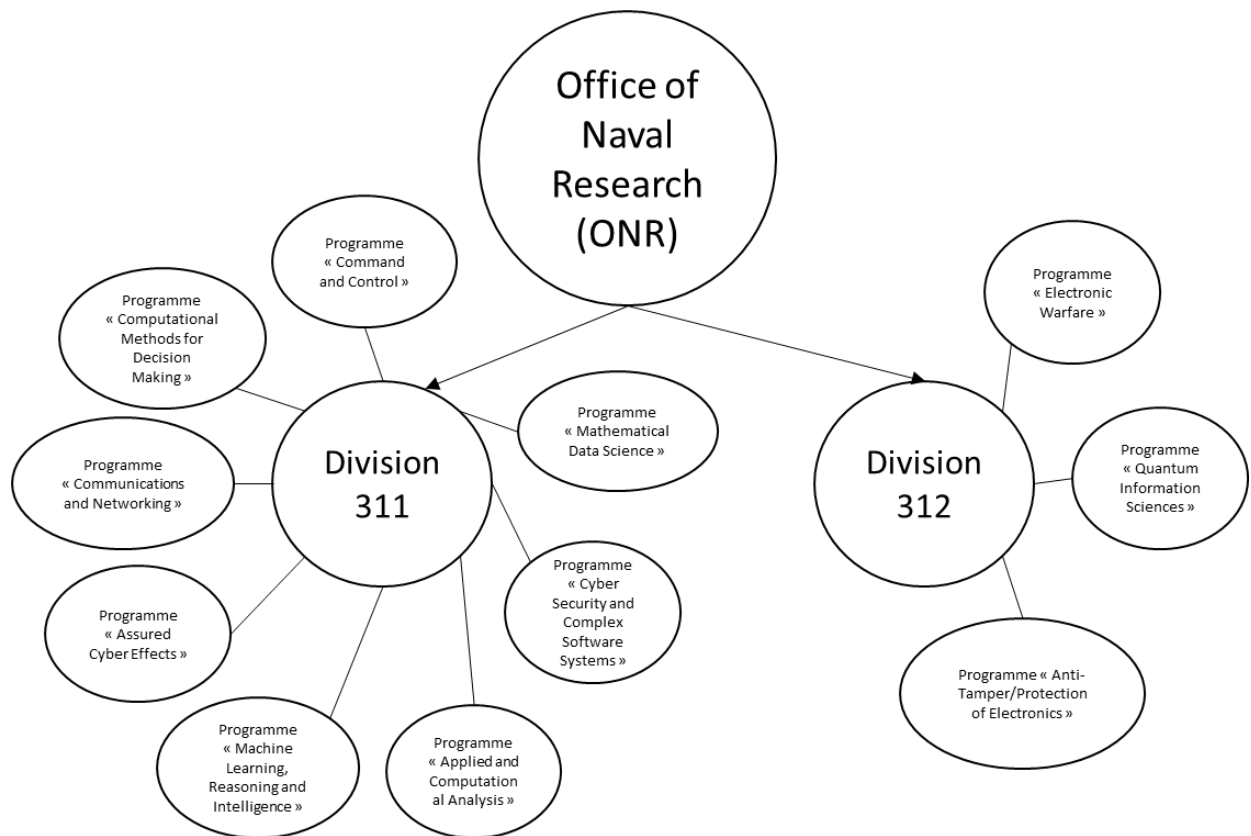 Office of
Naval
Research
(ONR)
Programme
« Command
and Control »
Programme
« Electronic
Warfare »
Programme
« Computational
Methods for
Decision
Making »
Programme
« Mathematical
Data Science »
Division
311
Division
312
Programme
« Communications
and Networking »
Programme
« Quantum
Information
Sciences »
Programme
« Cyber
Security and
Complex
Software
Systems »
Programme
« Assured
Cyber Effects »
Programme « Anti-
Tamper/Protection
of Electronics »
Programme
« Machine
Learning,
Reasoning and
Intelligence »
Programme
« Applied and
Computation
al Analysis »